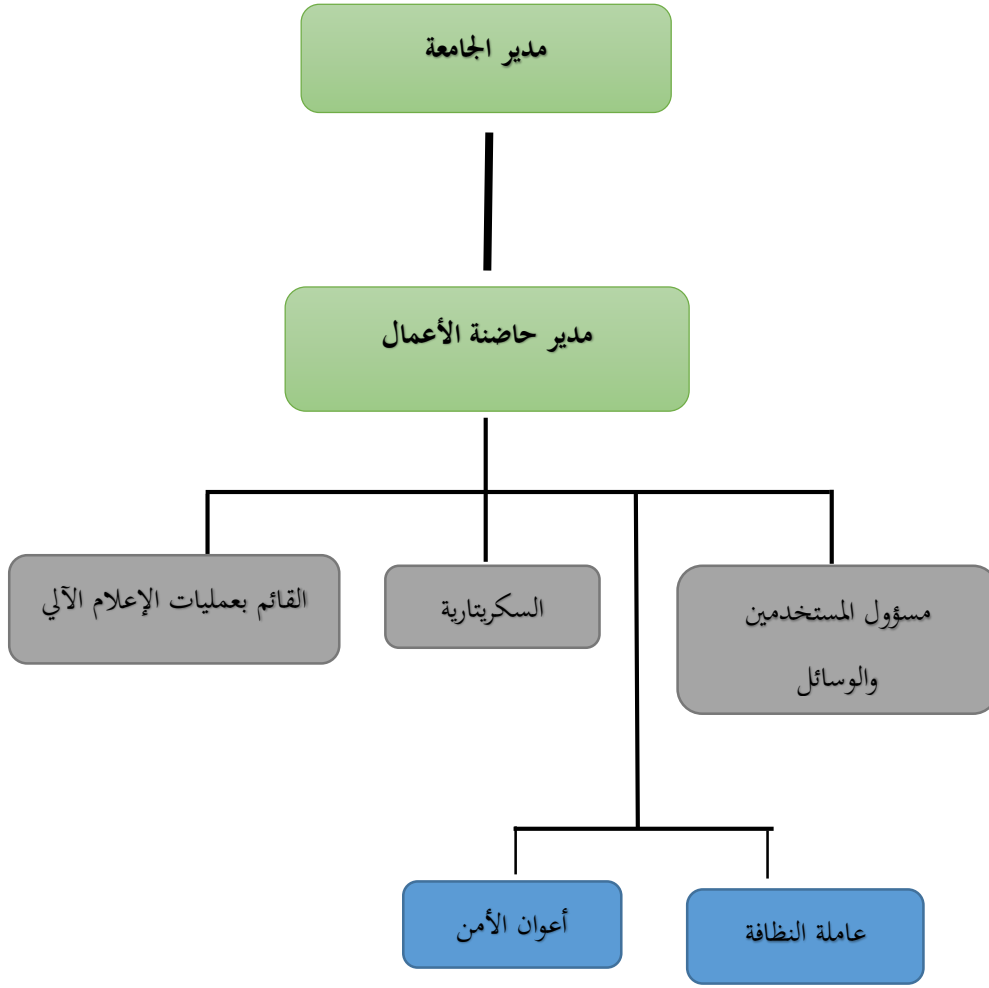 مدير الجامعة
مدير حاضنة الأعمال
مسؤول المستخدمين
والوسائل
السكريتارية
القائم بعمليات الإعلام الآلي
عاملة النظافة
أعوان الأمن